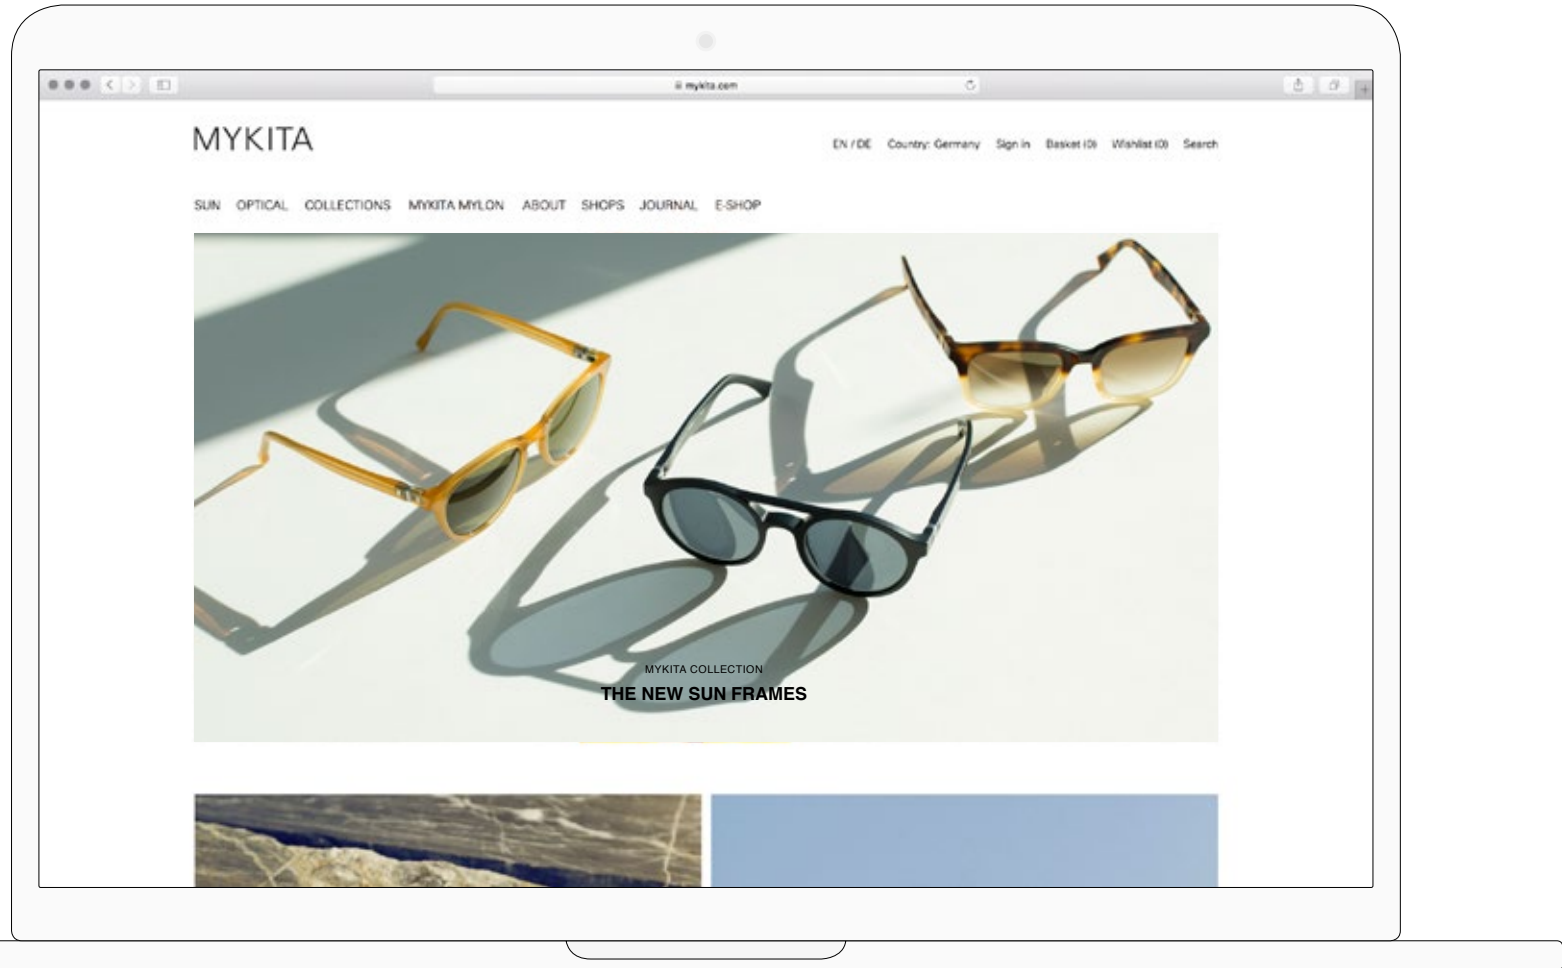 mykita.com
MYKITA
EN / DE Country: Germany Sign in Basket (0) Wishlist (0) Search
SUN OPTICAL COLLECTIONS MYKITA MYLON ABOUT SHOPS JOURNAL E-SHOP
MYKITA COLLECTION
THE NEW SUN FRAMES